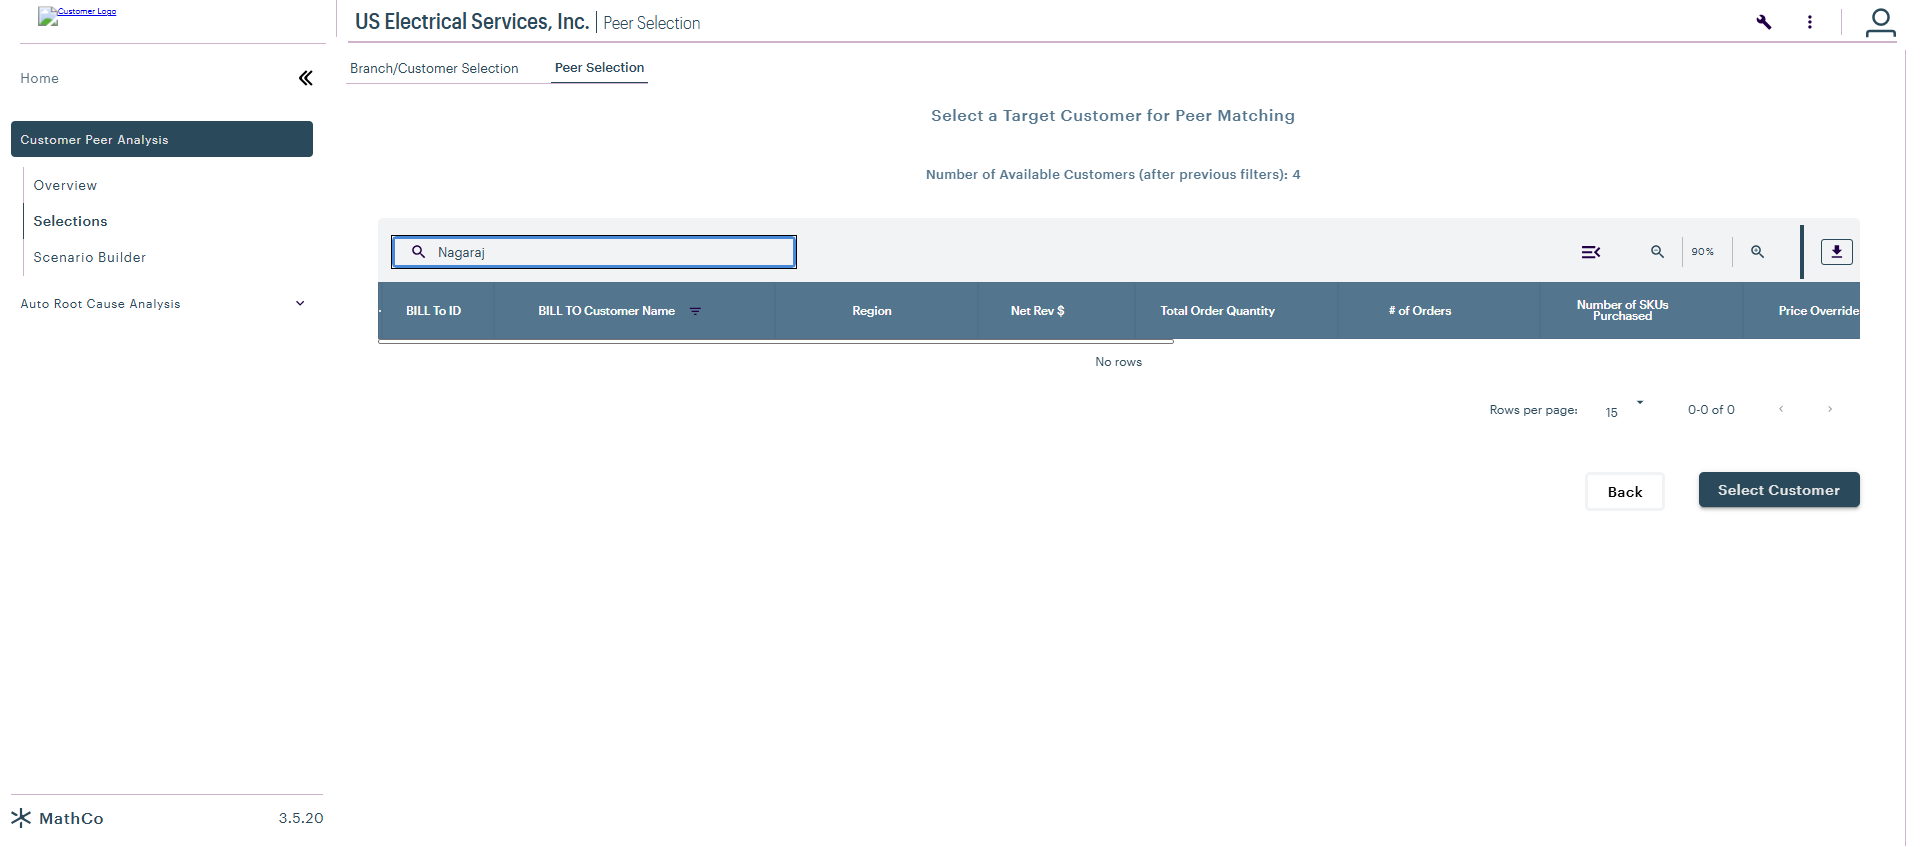 Customer Logo
US Electrical Services, Inc. Peer Selection
Home
Branch/Customer Selection
Peer Selection
Customer Peer Analysis
Overview
Selections
Scenario Builder
Auto Root Cause Analysis
Select a Target Customer for Peer Matching
Number of Available Customers (after previous filters): 4
Nagaraj
90%
BILL To ID
BILL TO Customer Name
Region
Net Rev $
Total Order Quantity
# of Orders
Number of SKUs
Purchased
Price Override
No rows
Rows per page: 15 0-0 of 0
Back
Select Customer
MathCo
3.5.20